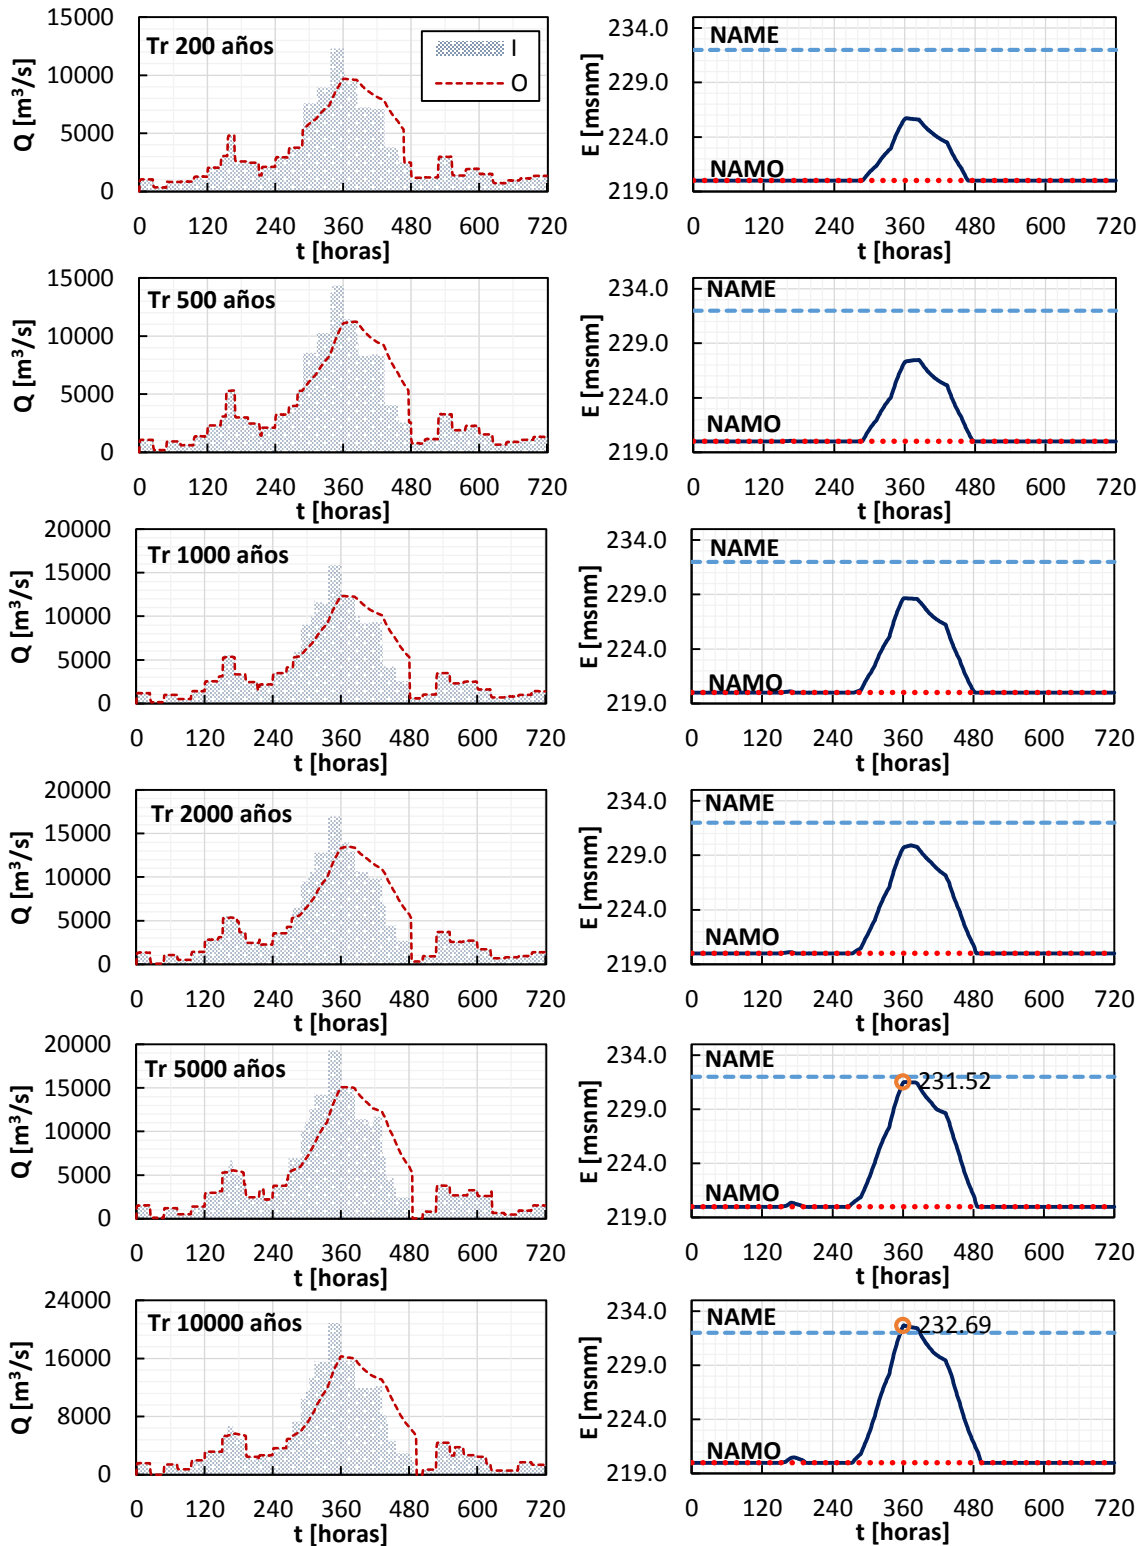 15000
10000
5000
0
Q [m³/s]
Tr 200 años
I
O
0 120 240 360 480 600 720
t [horas]
234.0
229.0
224.0
219.0
E [msnm]
NAME
NAMO
0 120 240 360 480 600 720
t [horas]
15000
10000
5000
0
Q [m³/s]
Tr 500 años
0 120 240 360 480 600 720
t [horas]
234.0
229.0
224.0
219.0
E [msnm]
NAME
NAMO
0 120 240 360 480 600 720
t [horas]
20000
15000
10000
5000
0
Q [m³/s]
Tr 1000 años
0 120 240 360 480 600 720
t [horas]
234.0
229.0
224.0
219.0
E [msnm]
NAME
NAMO
0 120 240 360 480 600 720
t [horas]
20000
15000
10000
5000
0
Q [m³/s]
Tr 2000 años
0 120 240 360 480 600 720
t [horas]
234.0
229.0
224.0
219.0
E [msnm]
NAME
NAMO
0 120 240 360 480 600 720
t [horas]
20000
15000
10000
5000
0
Q [m³/s]
Tr 5000 años
0 120 240 360 480 600 720
t [horas]
234.0
229.0
224.0
219.0
E [msnm]
NAME
231.52
NAMO
0 120 240 360 480 600 720
t [horas]
24000
16000
8000
0
Q [m³/s]
Tr 10000 años
0 120 240 360 480 600 720
t [horas]
234.0
229.0
224.0
219.0
E [msnm]
NAME
232.69
NAMO
0 120 240 360 480 600 720
t [horas]